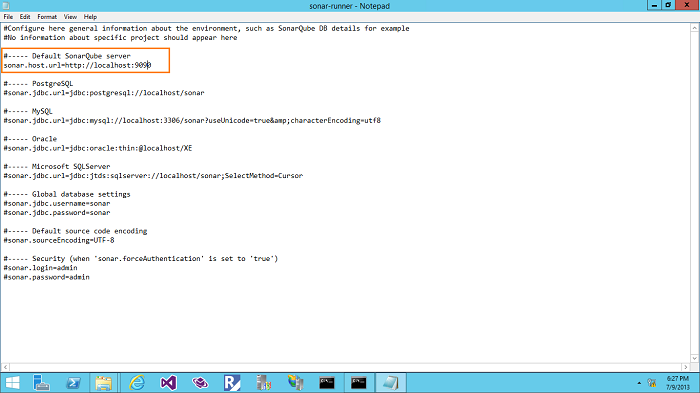 sonar-runner - Notepad
File Edit Format View Help
#Configure here general information about the environment, such as SonarQube DB details for example
#No information about specific project should appear here
#----- Default SonarQube server
sonar.host.url=http://localhost:9090
#----- PostgreSQL
#sonar.jdbc.url=jdbc:postgresql://localhost/sonar
#----- MySQL
#sonar.jdbc.url=jdbc:mysql://localhost:3306/sonar?useUnicode=true&amp;characterEncoding=utf8
#----- Oracle
#sonar.jdbc.url=jdbc:oracle:thin:@localhost/XE
#----- Microsoft SQLServer
#sonar.jdbc.url=jdbc:jtds:sqlserver://localhost/sonar;SelectMethod=Cursor
#----- Global database settings
#sonar.jdbc.username=sonar
#sonar.jdbc.password=sonar
#----- Default source code encoding
#sonar.sourceEncoding=UTF-8
#----- Security (when 'sonar.forceAuthentication' is set to 'true')
#sonar.login=admin
#sonar.password=admin
6:27 PM
7/9/2013